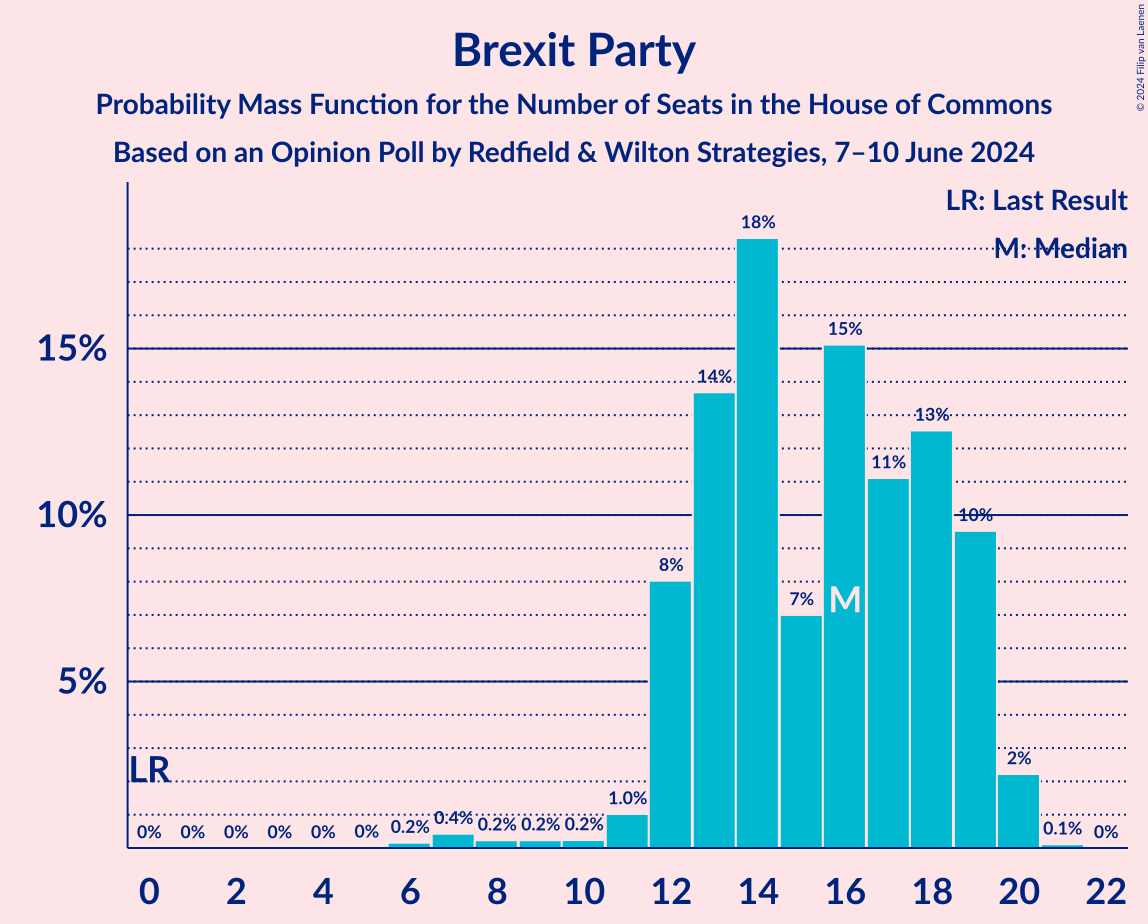 Brexit Party
Probability Mass Function for the Number of Seats in the House of Commons
Based on an Opinion Poll by Redfield & Wilton Strategies, 7–10 June 2024
© 2024 Filip van Laenen
LR: Last Result
M: Median
18%
15%
15%
14%
13%
11%
10%
10%
8%
7%
M
5%
2%
LR
0% 0% 0% 0% 0% 0% 0.2% 0.4% 0.2% 0.2% 0.2% 1.0% 0.1% 0%
0 2 4 6 8 10 12 14 16 18 20 22